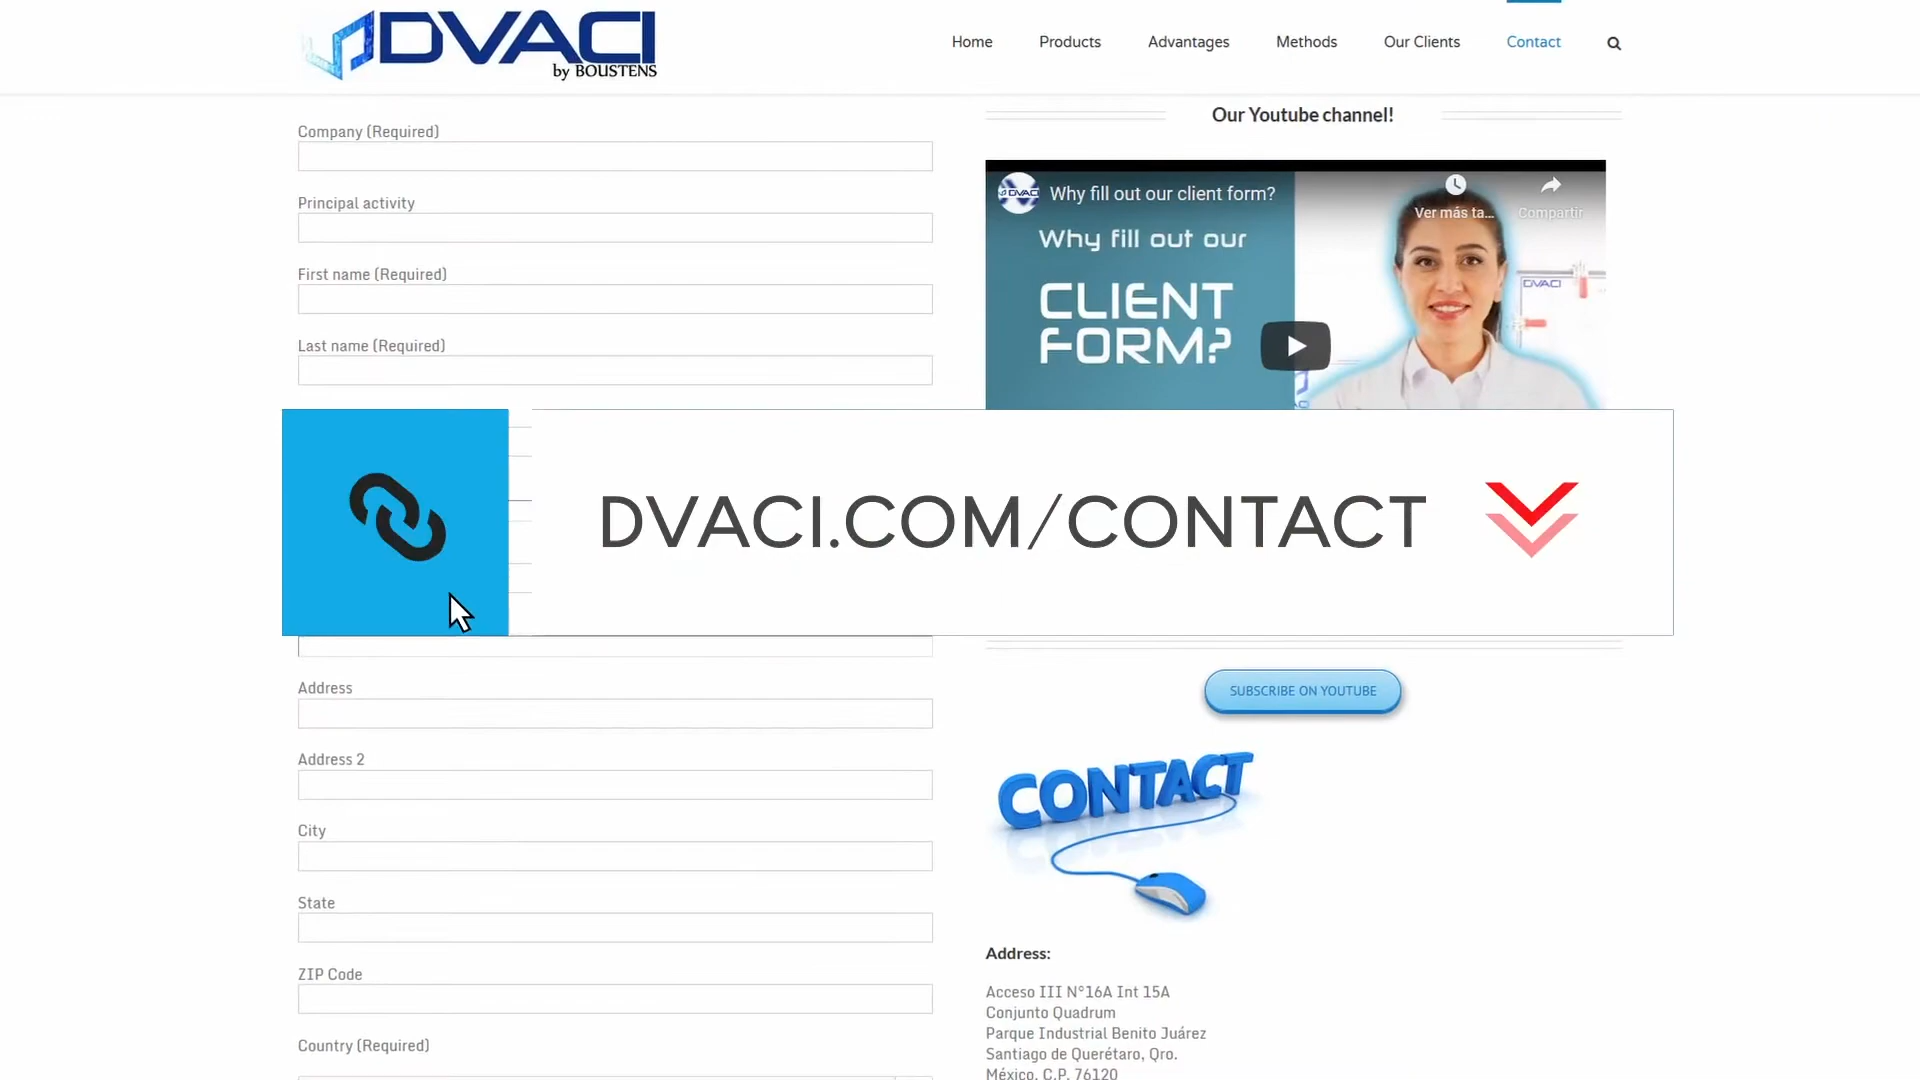 DVACI
by BOUSTENS
Home
Products
Advantages
Methods
Our Clients
Contact
Company (Required)
Principal activity
First name (Required)
Last name (Required)
Our Youtube channel!
DVACI
Why fill out our client form?
Ver más ta...
Compartir
Why fill out our
CLIENT
FORM?
DVACI
DVACI.COM/CONTACT
Address
Address 2
City
State
ZIP Code
Country (Required)
SUBSCRIBE ON YOUTUBE
CONTACT
Address:
Acceso III N°16A Int 15A
Conjunto Quadrum
Parque Industrial Benito Juárez
Santiago de Querétaro, Qro.
México, C.P. 76120